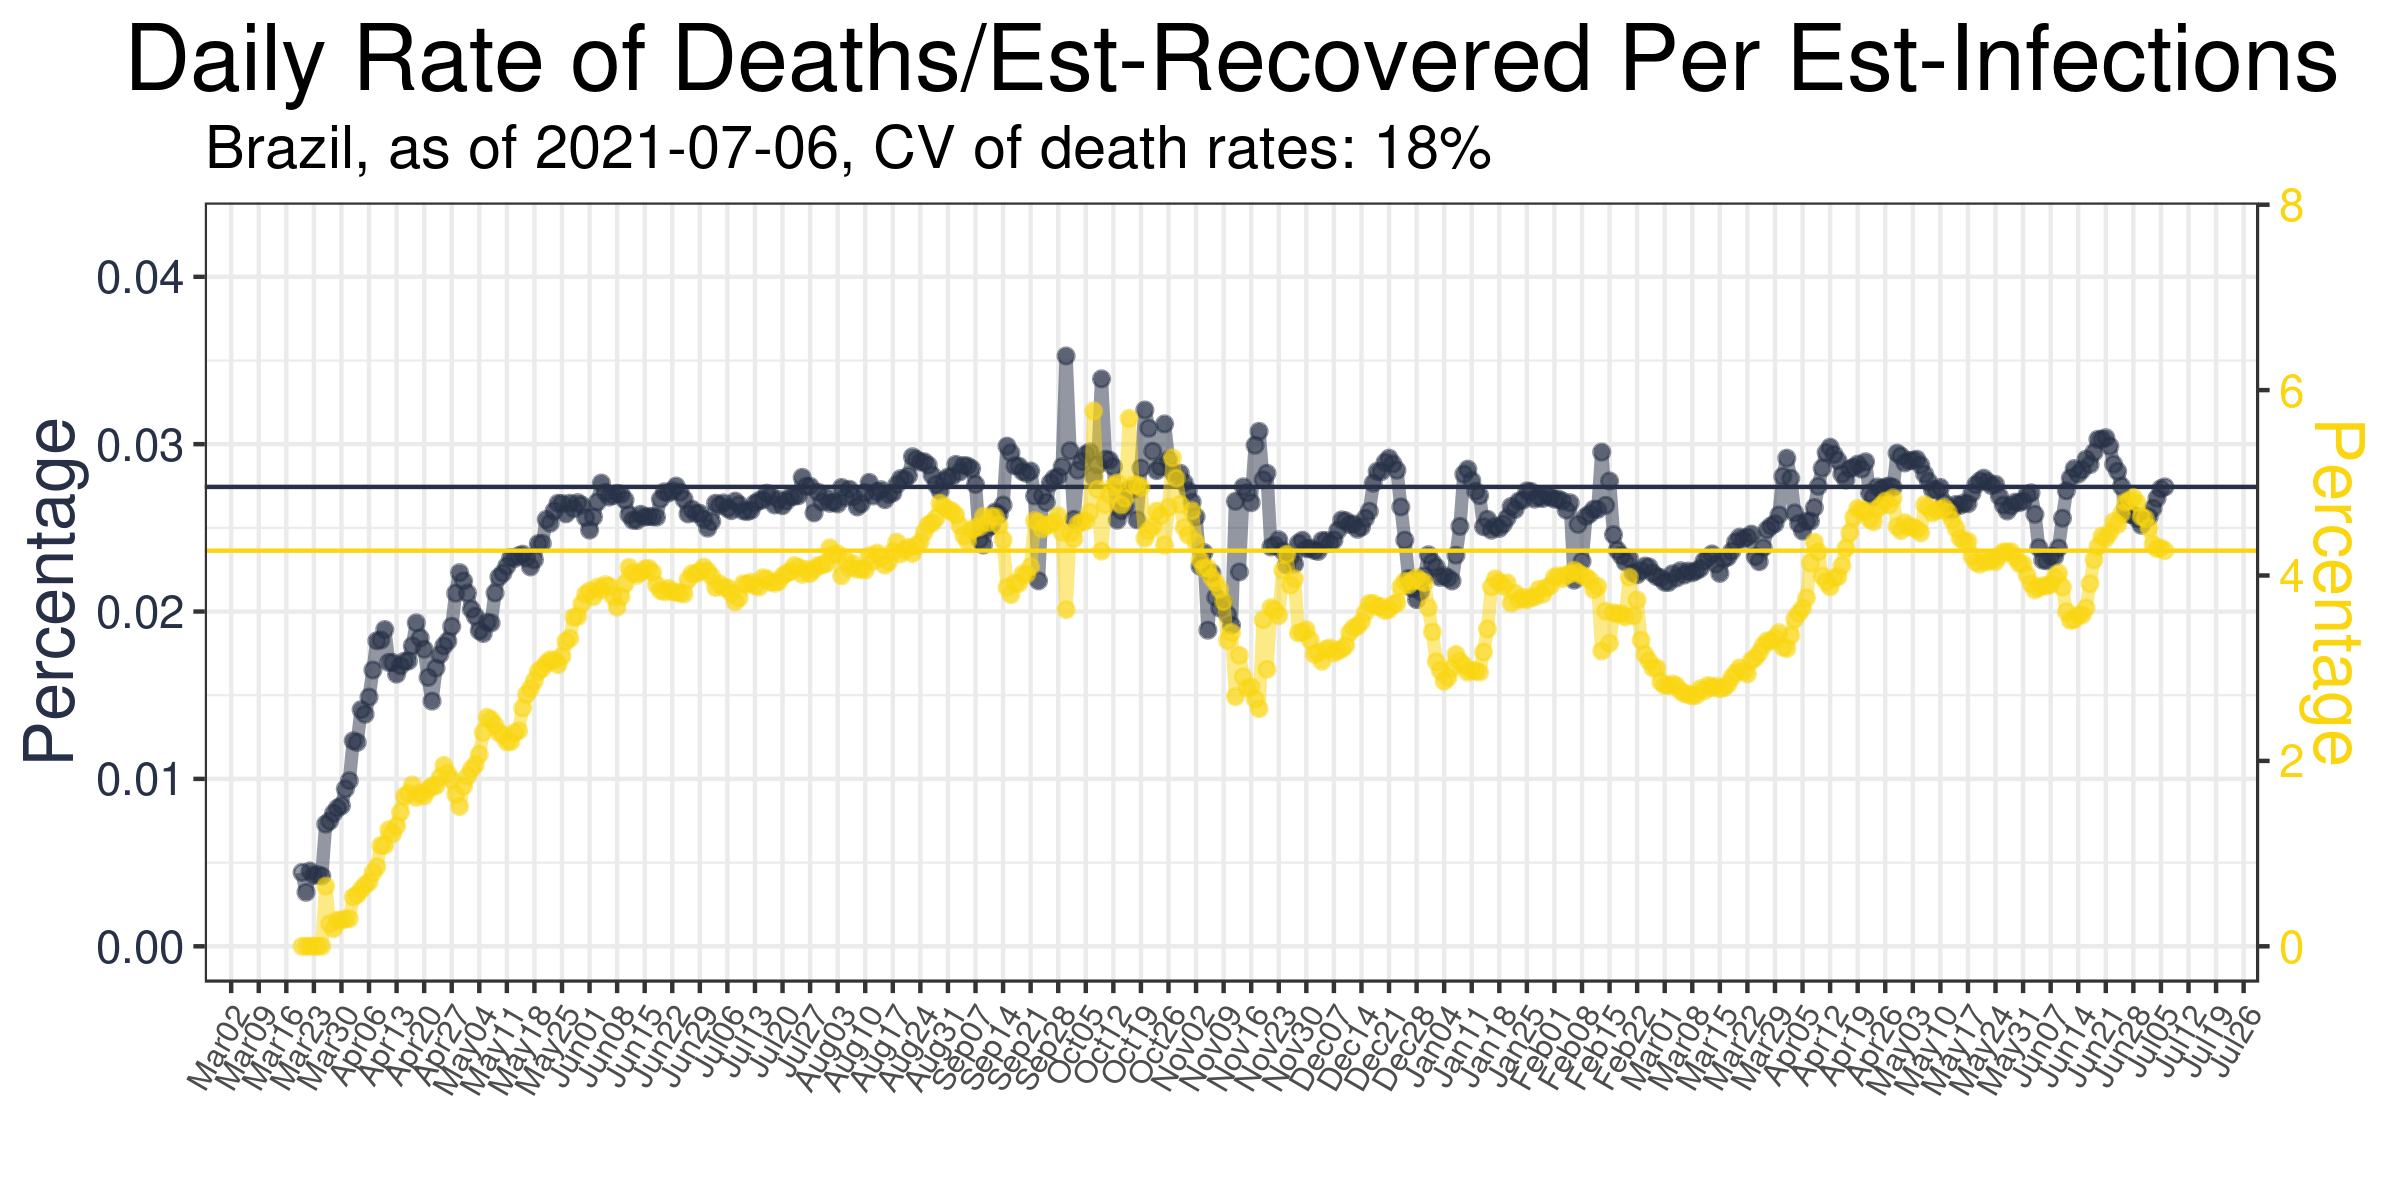 Daily Rate of Deaths/Est-Recovered Per Est-Infections
Brazil, as of 2021-07-06, CV of death rates: 18%
Percentage
0.04
0.03
0.02
0.01
0.00
8
6
4
2
0
Percentage
Mar02
Mar09
Mar16
Mar23
Mar30
Apr06
Apr13
Apr20
Apr27
May04
May11
May18
May25
Jun01
Jun08
Jun15
Jun22
Jun29
Jul06
Jul13
Jul20
Jul27
Aug03
Aug10
Aug17
Aug24
Aug31
Sep07
Sep14
Sep21
Sep28
Oct05
Oct12
Oct19
Oct26
Nov02
Nov09
Nov16
Nov23
Nov30
Dec07
Dec14
Dec21
Dec28
Jan04
Jan11
Jan18
Jan25
Feb01
Feb08
Feb15
Feb22
Mar01
Mar08
Mar15
Mar22
Mar29
Apr05
Apr12
Apr19
Apr26
May03
May10
May17
May24
May31
Jun07
Jun14
Jun21
Jun28
Jul05
Jul12
Jul19
Jul26